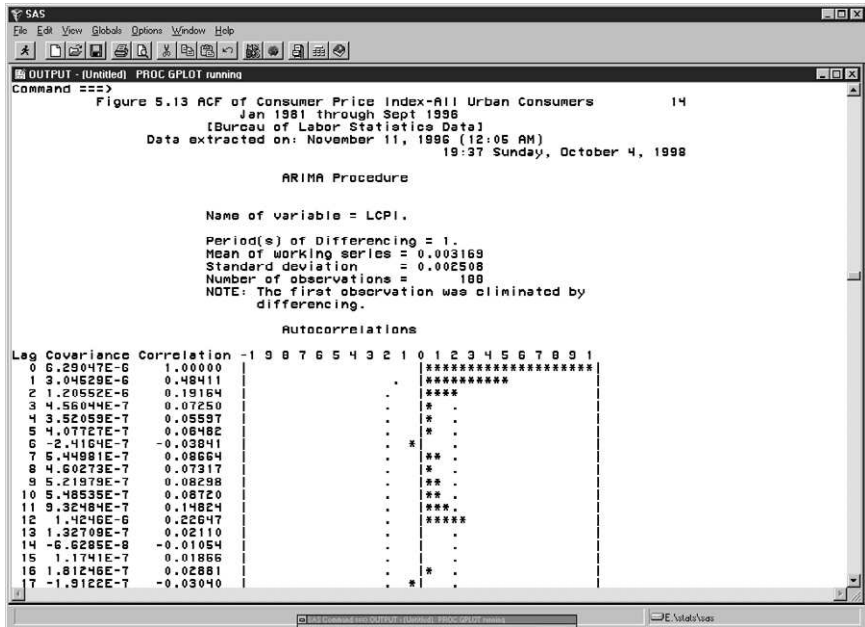 SAS
File Edit View Globals Options Window Help
OUTPUT - (Untitled) PROC GPLOT running
Command ===>
Figure 5.13 ACF of Consumer Price Index-All Urban Consumers 14
Jan 1981 through Sept 1996
[Bureau of Labor Statistics Data]
Data extracted on: November 11, 1996 (12:05 AM)
19:37 Sunday, October 4, 1998
ARIMA Procedure
Name of variable = LCPI.
Period(s) of Differencing = 1.
Mean of working series = 0.003169
Standard deviation = 0.002508
Number of observations = 188
NOTE: The first observation was eliminated by
differencing.
Autocorrelations
Lag Covariance Correlation -1 9 8 7 6 5 4 3 2 1 0 1 2 3 4 5 6 7 8 9 1
0 6.29047E-6 1.00000 | |********************|
1 3.04529E-6 0.48411 | . |********** |
2 1.20552E-6 0.19164 | . |**** |
3 4.56044E-7 0.07250 | . |* . |
4 3.52059E-7 0.05597 | . |* . |
5 4.07727E-7 0.06482 | . |* . |
6 -2.4164E-7 -0.03841 | . *| . |
7 5.44981E-7 0.08664 | . |** . |
8 4.60273E-7 0.07317 | . |* . |
9 5.21979E-7 0.08298 | . |** . |
10 5.48535E-7 0.08720 | . |** . |
11 9.32484E-7 0.14824 | . |***. |
12 1.4246E-6 0.22647 | . |***** |
13 1.32709E-7 0.02110 | . | . |
14 -6.6285E-8 -0.01054 | . | . |
15 1.1741E-7 0.01866 | . | . |
16 1.81246E-7 0.02881 | . |* . |
17 -1.9122E-7 -0.03040 | . *| . |
SAS Command ==> OUTPUT - (Untitled) PROC GPLOT running
E:\stats\sas